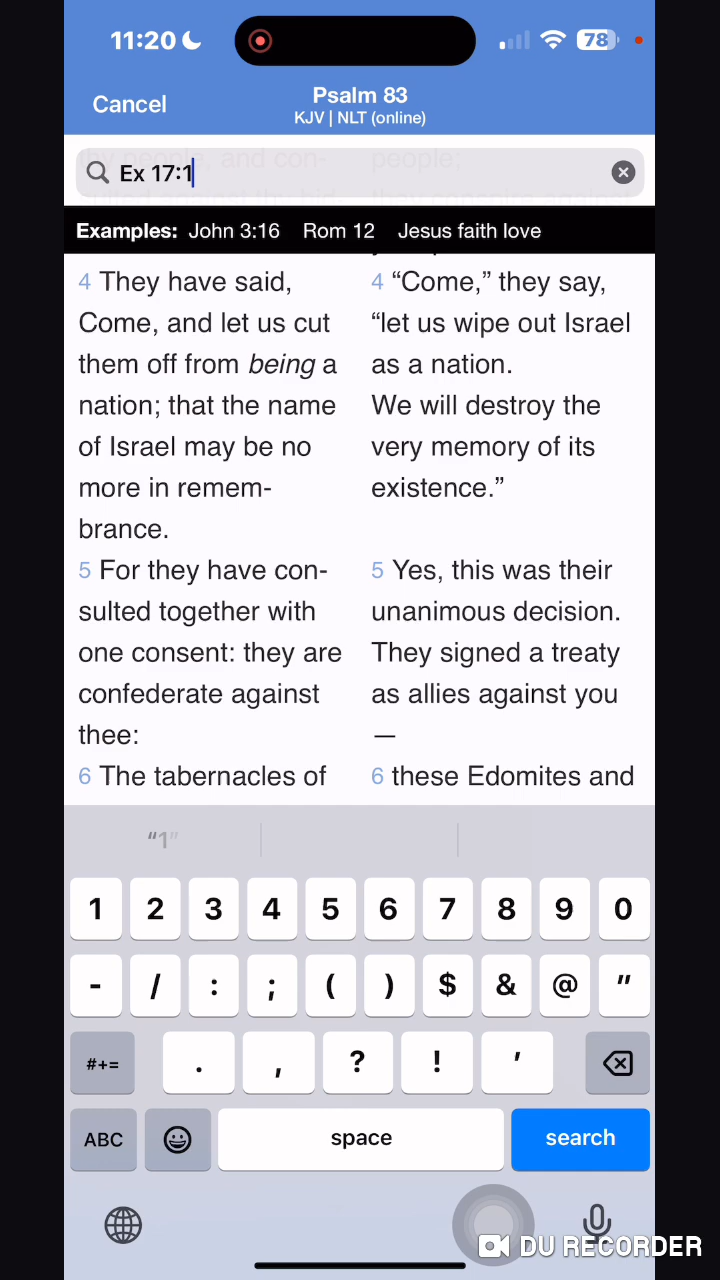 11:20
78
Cancel
Psalm 83
KJV | NLT (online)
Ex 17:1
Examples: John 3:16 Rom 12 Jesus faith love
4 They have said,
Come, and let us cut
them off from being a
nation; that the name
of Israel may be no
more in remem-
brance.
5 For they have con-
sulted together with
one consent: they are
confederate against
thee:
6 The tabernacles of
people;
4 “Come,” they say,
“let us wipe out Israel
as a nation.
We will destroy the
very memory of its
existence.”
5 Yes, this was their
unanimous decision.
They signed a treaty
as allies against you
—
6 these Edomites and
“1”
1 2 3 4 5 6 7 8 9 0
- / : ; ( ) $ & @ "
#+= . , ? ! '
ABC space search
DU RECORDER